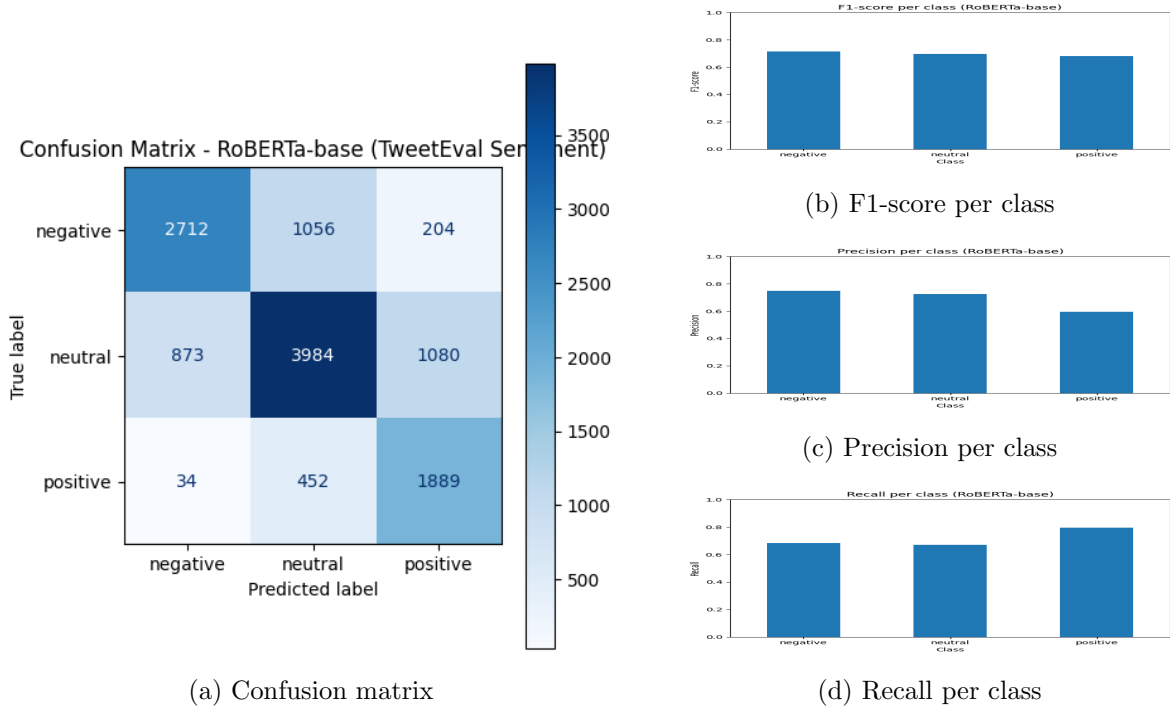 Confusion Matrix - RoBERTa-base (TweetEval Sen ment)
negative
2712
1056
204
neutral
873
3984
1080
positive
34
452
1889
negative
neutral
positive
Predicted label
True label
3500
3000
2500
2000
1500
1000
500
(a) Confusion matrix
F1-score per class (RoBERTa-base)
1.0
0.8
0.6
0.4
0.2
0.0
F1-score
negative
neutral
positive
Class
(b) F1-score per class
Precision per class (RoBERTa-base)
1.0
0.8
0.6
0.4
0.2
0.0
Precision
negative
neutral
positive
Class
(c) Precision per class
Recall per class (RoBERTa-base)
1.0
0.8
0.6
0.4
0.2
0.0
Recall
negative
neutral
positive
Class
(d) Recall per class